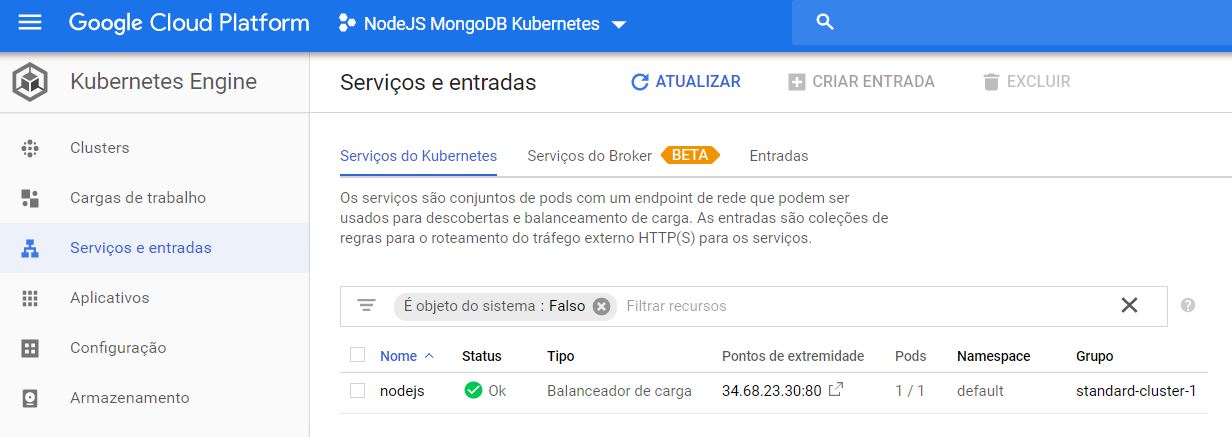 Google Cloud Platform
NodeJS MongoDB Kubernetes
Kubernetes Engine
Serviços e entradas
ATUALIZAR
CRIAR ENTRADA
EXCLUIR
Clusters
Cargas de trabalho
Serviços e entradas
Aplicativos
Configuração
Armazenamento
Serviços do Kubernetes
Serviços do Broker BETA
Entradas
Os serviços são conjuntos de pods com um endpoint de rede que podem ser
usados para descobertas e balanceamento de carga. As entradas são coleções de
regras para o roteamento do tráfego externo HTTP(S) para os serviços.
É objeto do sistema : Falso
Filtrar recursos
Nome Status Tipo Pontos de extremidade Pods Namespace Grupo
nodejs Ok Balanceador de carga 34.68.23.30:80 1 / 1 default standard-cluster-1